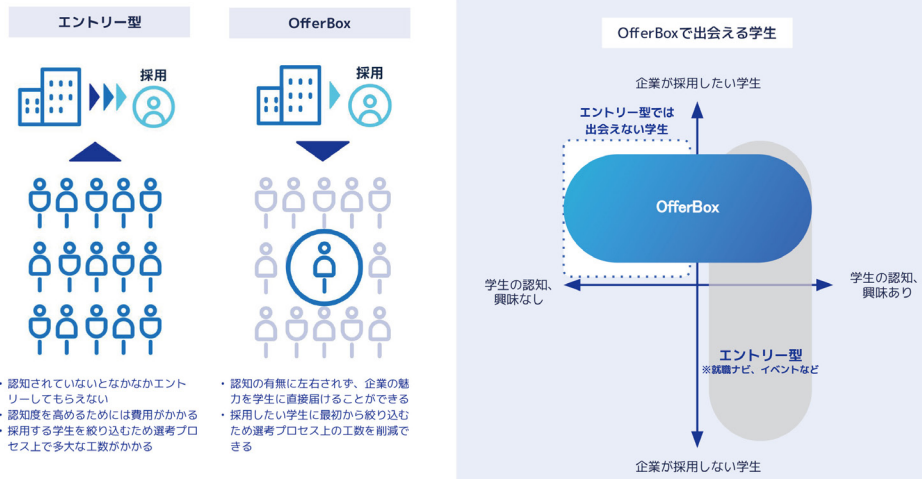 エントリー型
採用
・ 認知されていないとなかなかエント
リーしてもらえない
・ 認知度を高めるためには費用がかかる
・ 採用する学生を絞り込むため選考プロ
セス上で多大な工数がかかる
OfferBox
採用
・ 認知の有無に左右されず、企業の魅
力を学生に直接届けることができる
・ 採用したい学生に最初から絞り込む
ため選考プロセス上の工数を削減で
きる
OfferBoxで出会える学生
企業が採用したい学生
エントリー型では
出会えない学生
OfferBox
学生の認知、
興味なし
学生の認知、
興味あり
エントリー型
※就職ナビ、イベントなど
企業が採用しない学生